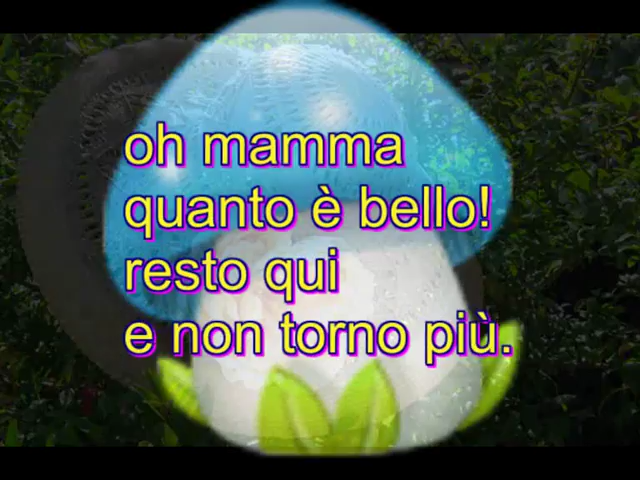 oh mamma
quanto è bello!
resto qui
e non torno più.